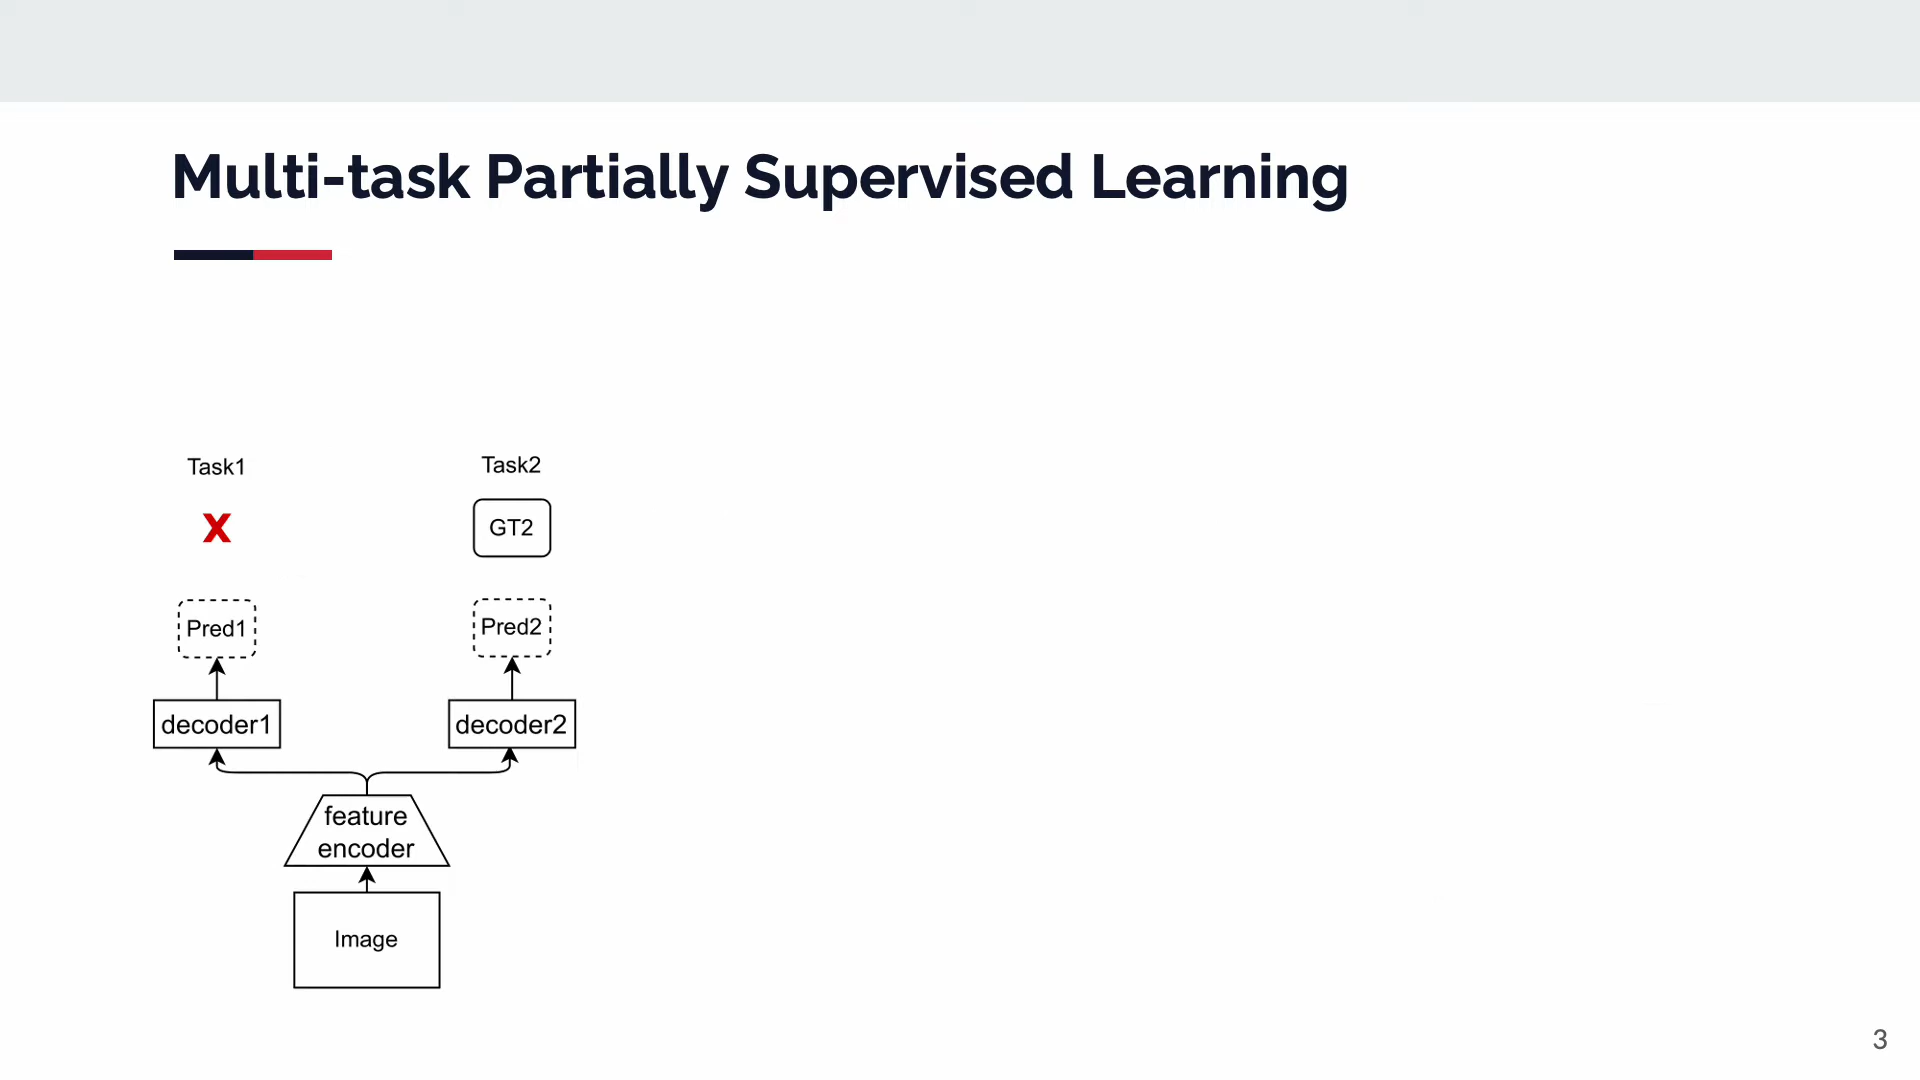 Multi-task Partially Supervised Learning
Task1
Task2
X
GT2
Pred1
Pred2
decoder1
decoder2
feature
encoder
Image
3